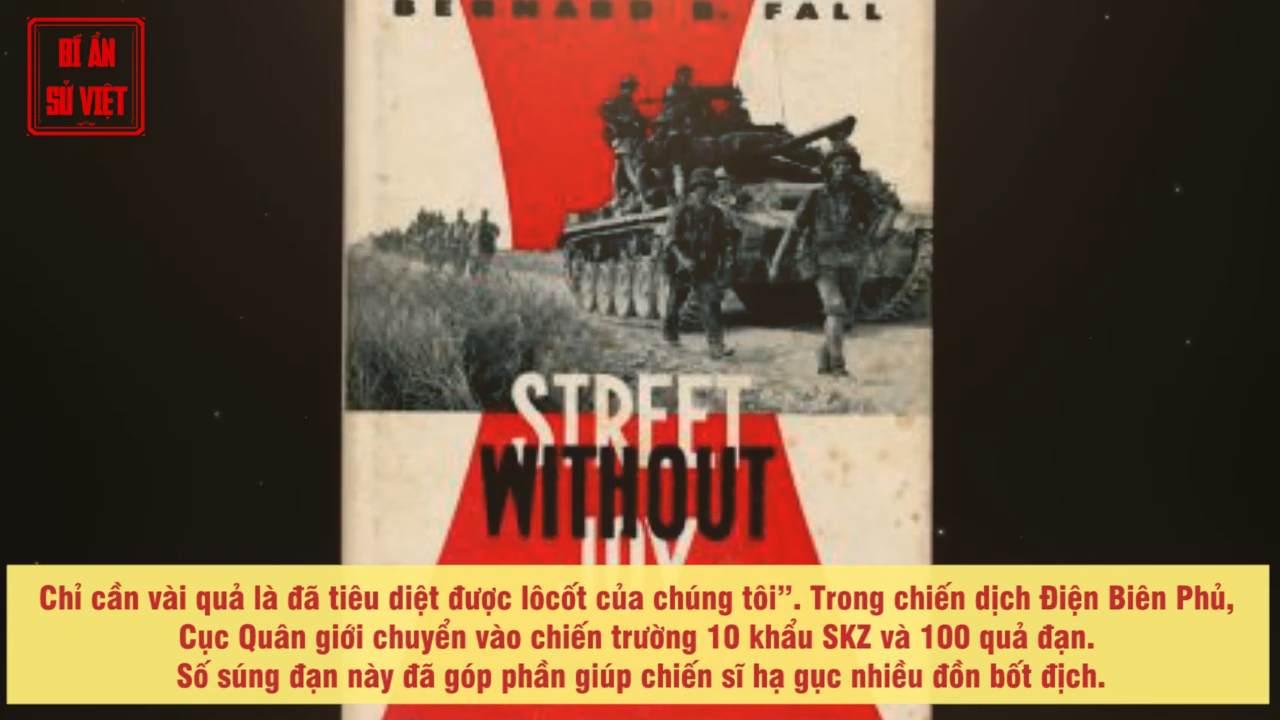 BERNARD B. FALL
BÍ ẨN
SỬ VIỆT
STREET
WITHOUT
JOY
Chỉ cần vài quả là đã tiêu diệt được lôcốt của chúng tôi”. Trong chiến dịch Điện Biên Phủ,
Cục Quân giới chuyển vào chiến trường 10 khẩu SKZ và 100 quả đạn.
Số súng đạn này đã góp phần giúp chiến sĩ hạ gục nhiều đồn bốt địch.